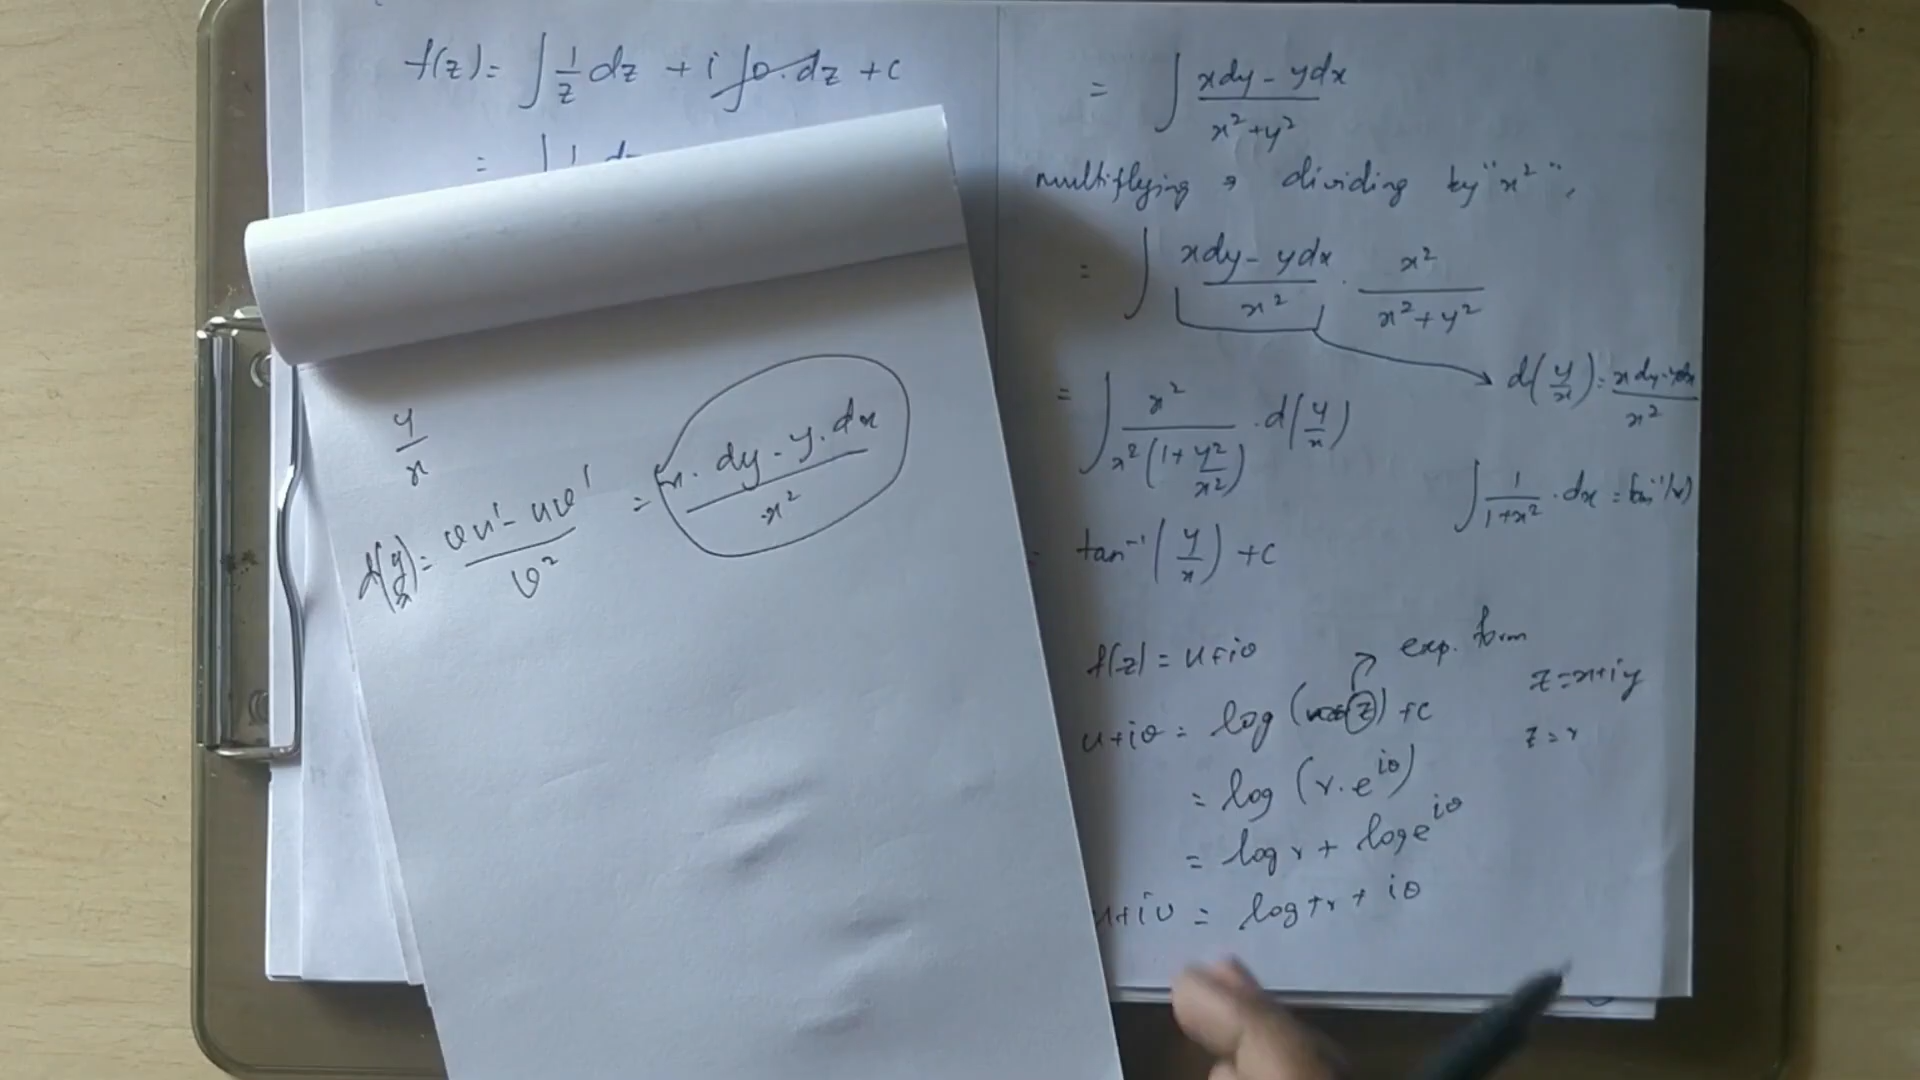 f(z) = ∫ 1/z dz + i ∫0.dz + c
= ∫ 1
y/x
d(y/x) = (vu' - uv')/v² = (x.dy - y.dx)/x²
= ∫ (xdy - ydx)/(x² + y²)
multiplying & dividing by "x²",
= ∫ (xdy - ydx)/x² . x²/(x² + y²)
d(y/x) = (xdy - ydx)/x²
= ∫ x²/(x²(1 + y²/x²)) . d(y/x)
∫ 1/(1+x²) . dx = tan⁻¹(x)
= tan⁻¹(y/x) + c
f(z) = u+iv
exp. form
z = x+iy
u+iv = log (z) + c
z = r
= log (r.e^(iθ))
= log r + log e^(iθ)
u+iv = log r + iθ